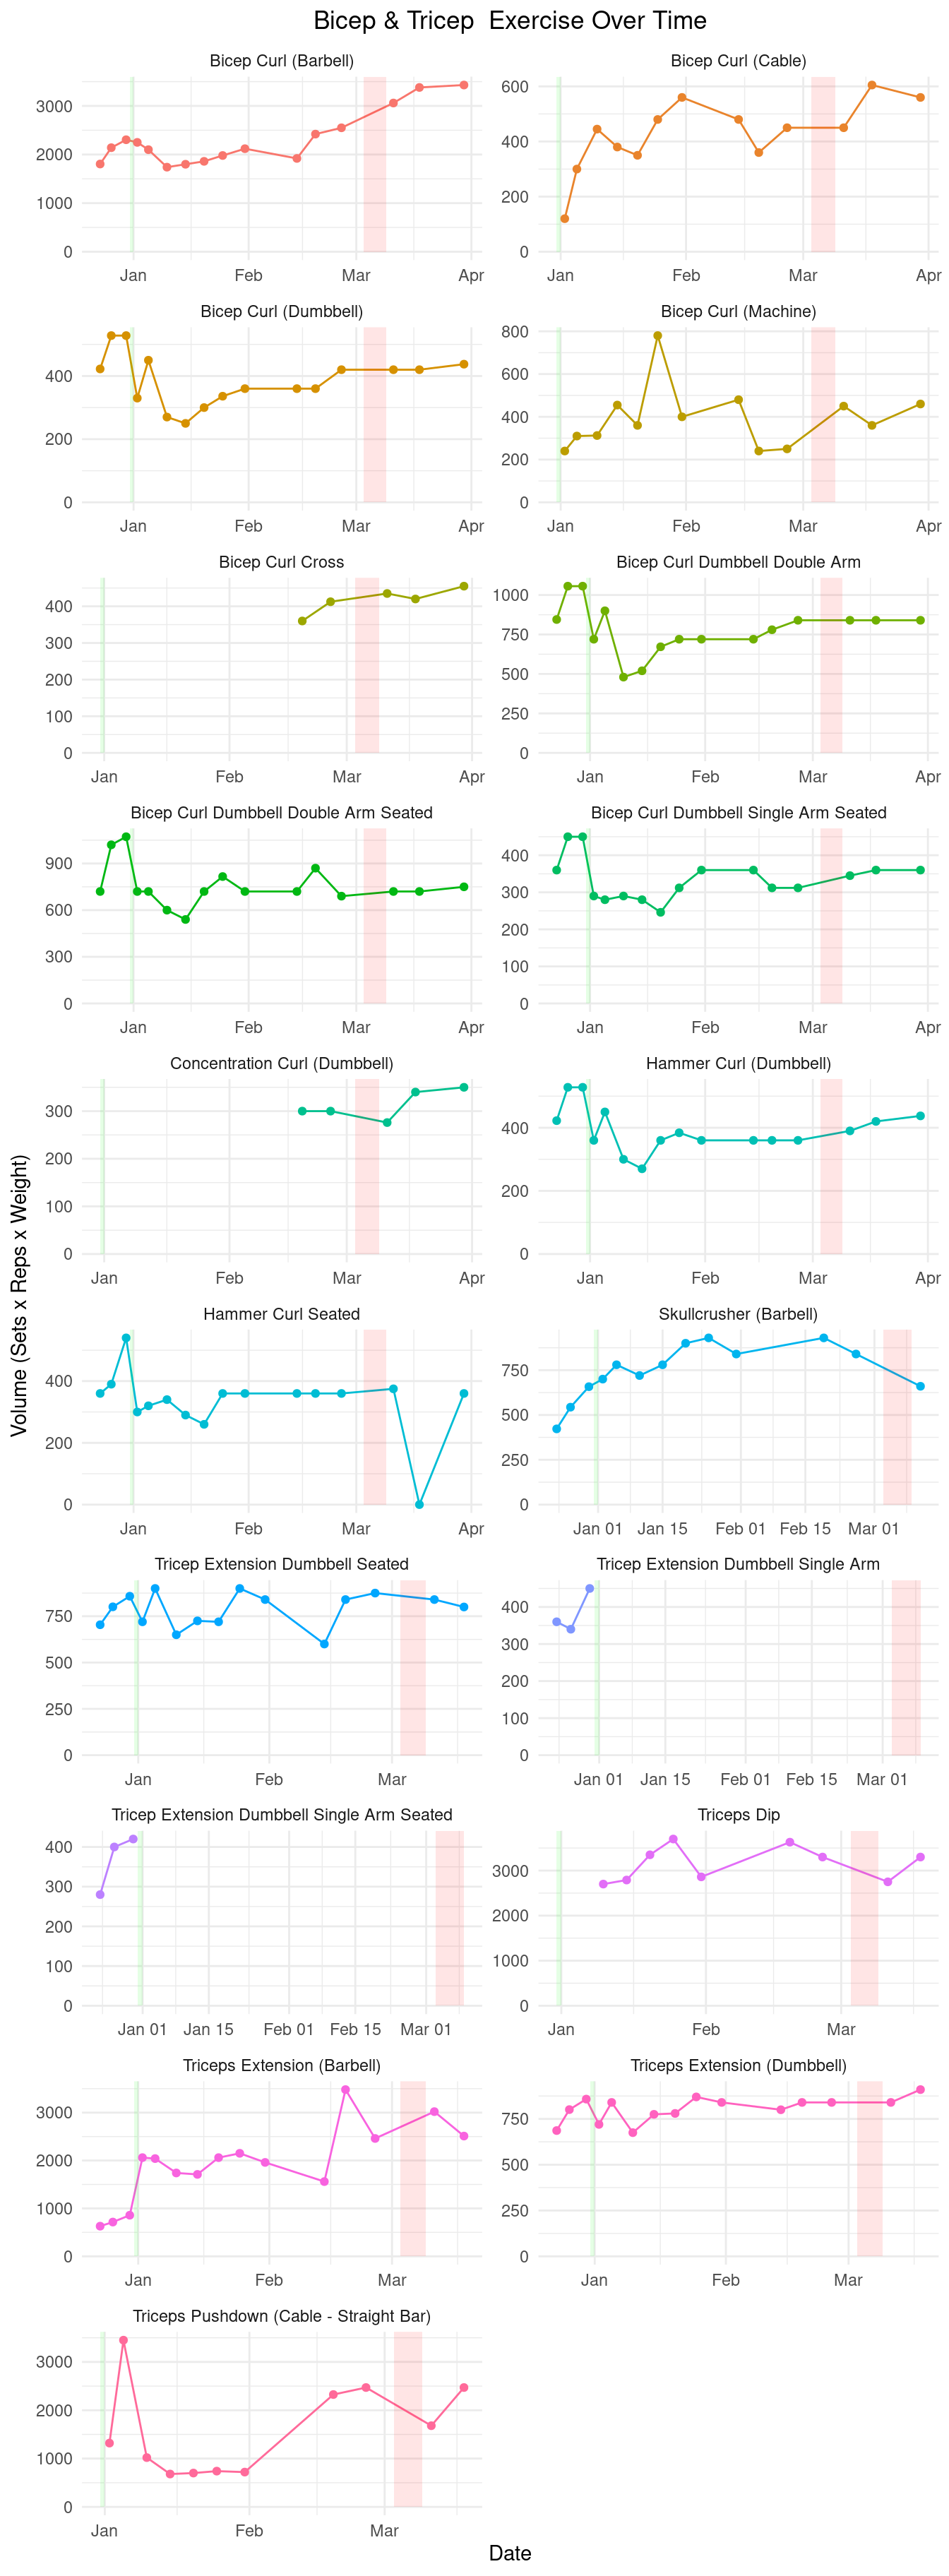 Bicep & Tricep  Exercise Over Time
Bicep Curl (Barbell)
3000
2000
1000
0
Jan Feb Mar Apr
Bicep Curl (Cable)
600
400
200
0
Jan Feb Mar Apr
Bicep Curl (Dumbbell)
400
200
0
Jan Feb Mar Apr
Bicep Curl (Machine)
800
600
400
200
0
Jan Feb Mar Apr
Bicep Curl Cross
400
300
200
100
0
Jan Feb Mar Apr
Bicep Curl Dumbbell Double Arm
1000
750
500
250
0
Jan Feb Mar Apr
Bicep Curl Dumbbell Double Arm Seated
900
600
300
0
Jan Feb Mar Apr
Bicep Curl Dumbbell Single Arm Seated
400
300
200
100
0
Jan Feb Mar Apr
Concentration Curl (Dumbbell)
300
200
100
0
Jan Feb Mar Apr
Hammer Curl (Dumbbell)
400
200
0
Jan Feb Mar Apr
Volume (Sets x Reps x Weight)
Hammer Curl Seated
400
200
0
Jan Feb Mar Apr
Skullcrusher (Barbell)
750
500
250
0
Jan 01 Jan 15 Feb 01 Feb 15 Mar 01
Tricep Extension Dumbbell Seated
750
500
250
0
Jan Feb Mar
Tricep Extension Dumbbell Single Arm
400
300
200
100
0
Jan 01 Jan 15 Feb 01 Feb 15 Mar 01
Tricep Extension Dumbbell Single Arm Seated
400
300
200
100
0
Jan 01 Jan 15 Feb 01 Feb 15 Mar 01
Triceps Dip
3000
2000
1000
0
Jan Feb Mar
Triceps Extension (Barbell)
3000
2000
1000
0
Jan Feb Mar
Triceps Extension (Dumbbell)
750
500
250
0
Jan Feb Mar
Triceps Pushdown (Cable - Straight Bar)
3000
2000
1000
0
Jan Feb Mar
Date